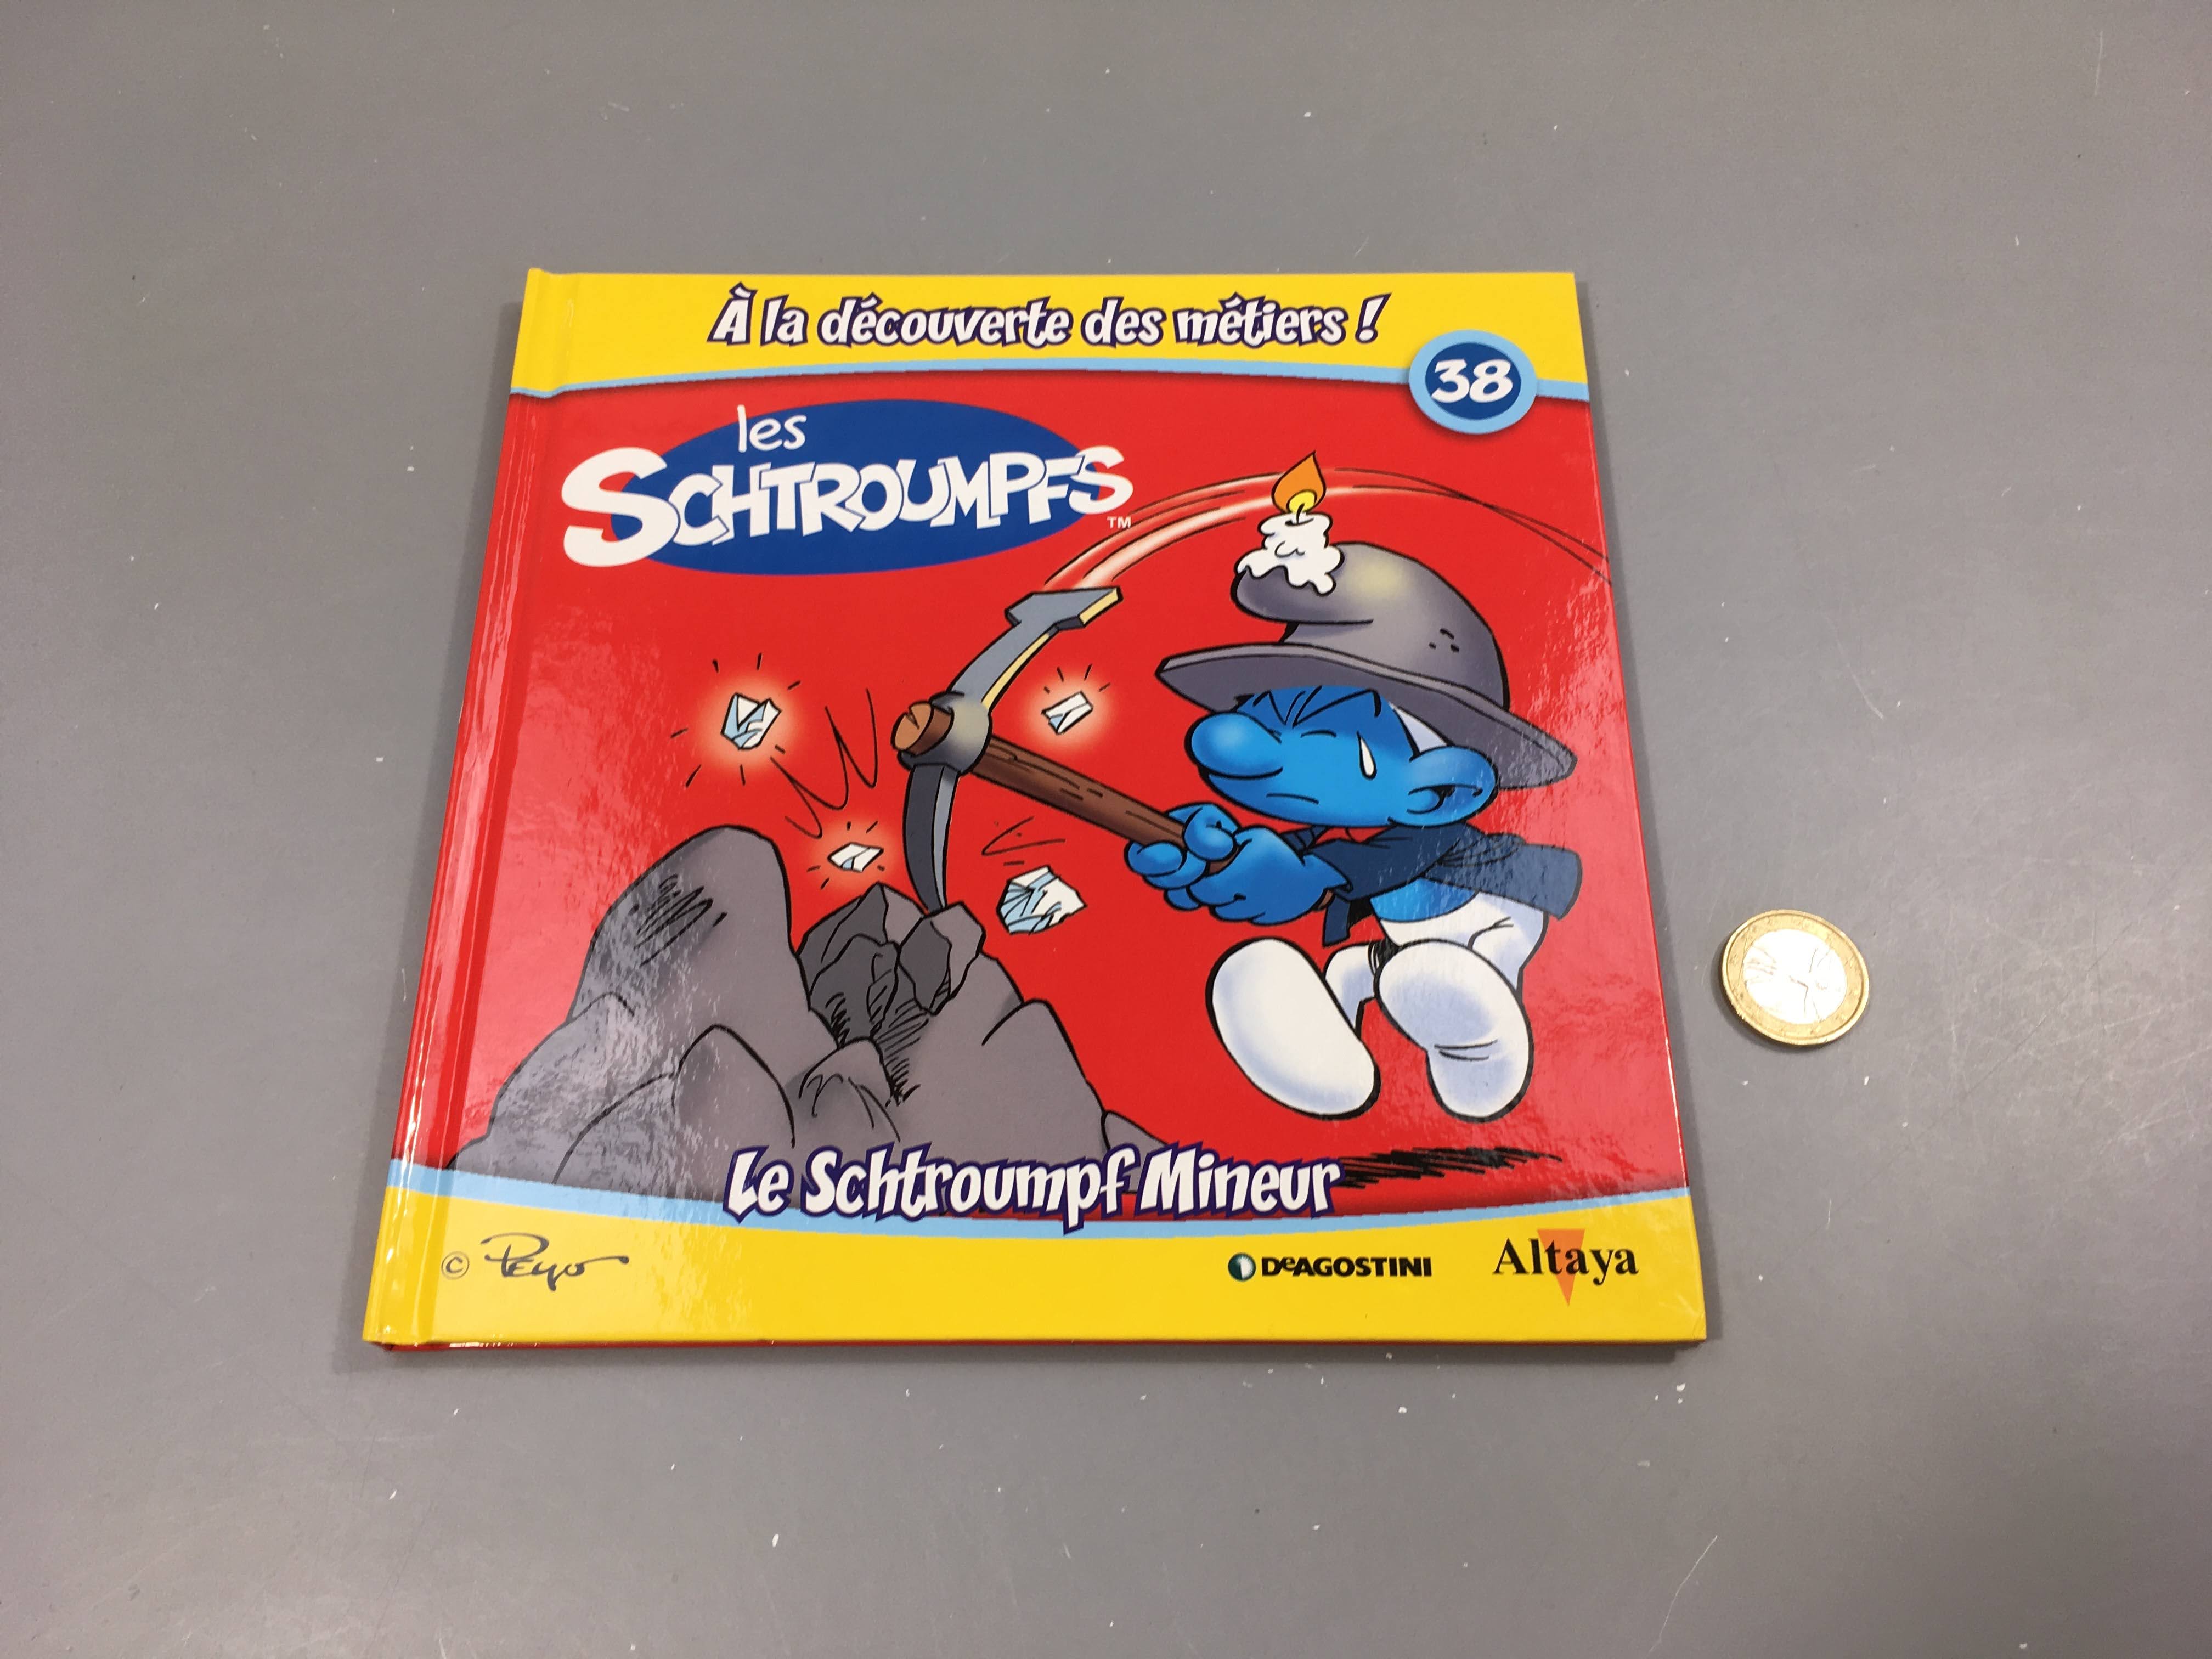 À la découverte des métiers !
38
les
SCHTROUMPFS
TM
Le Schtroumpf Mineur
© Peyo
DeAGOSTINI
Altaya